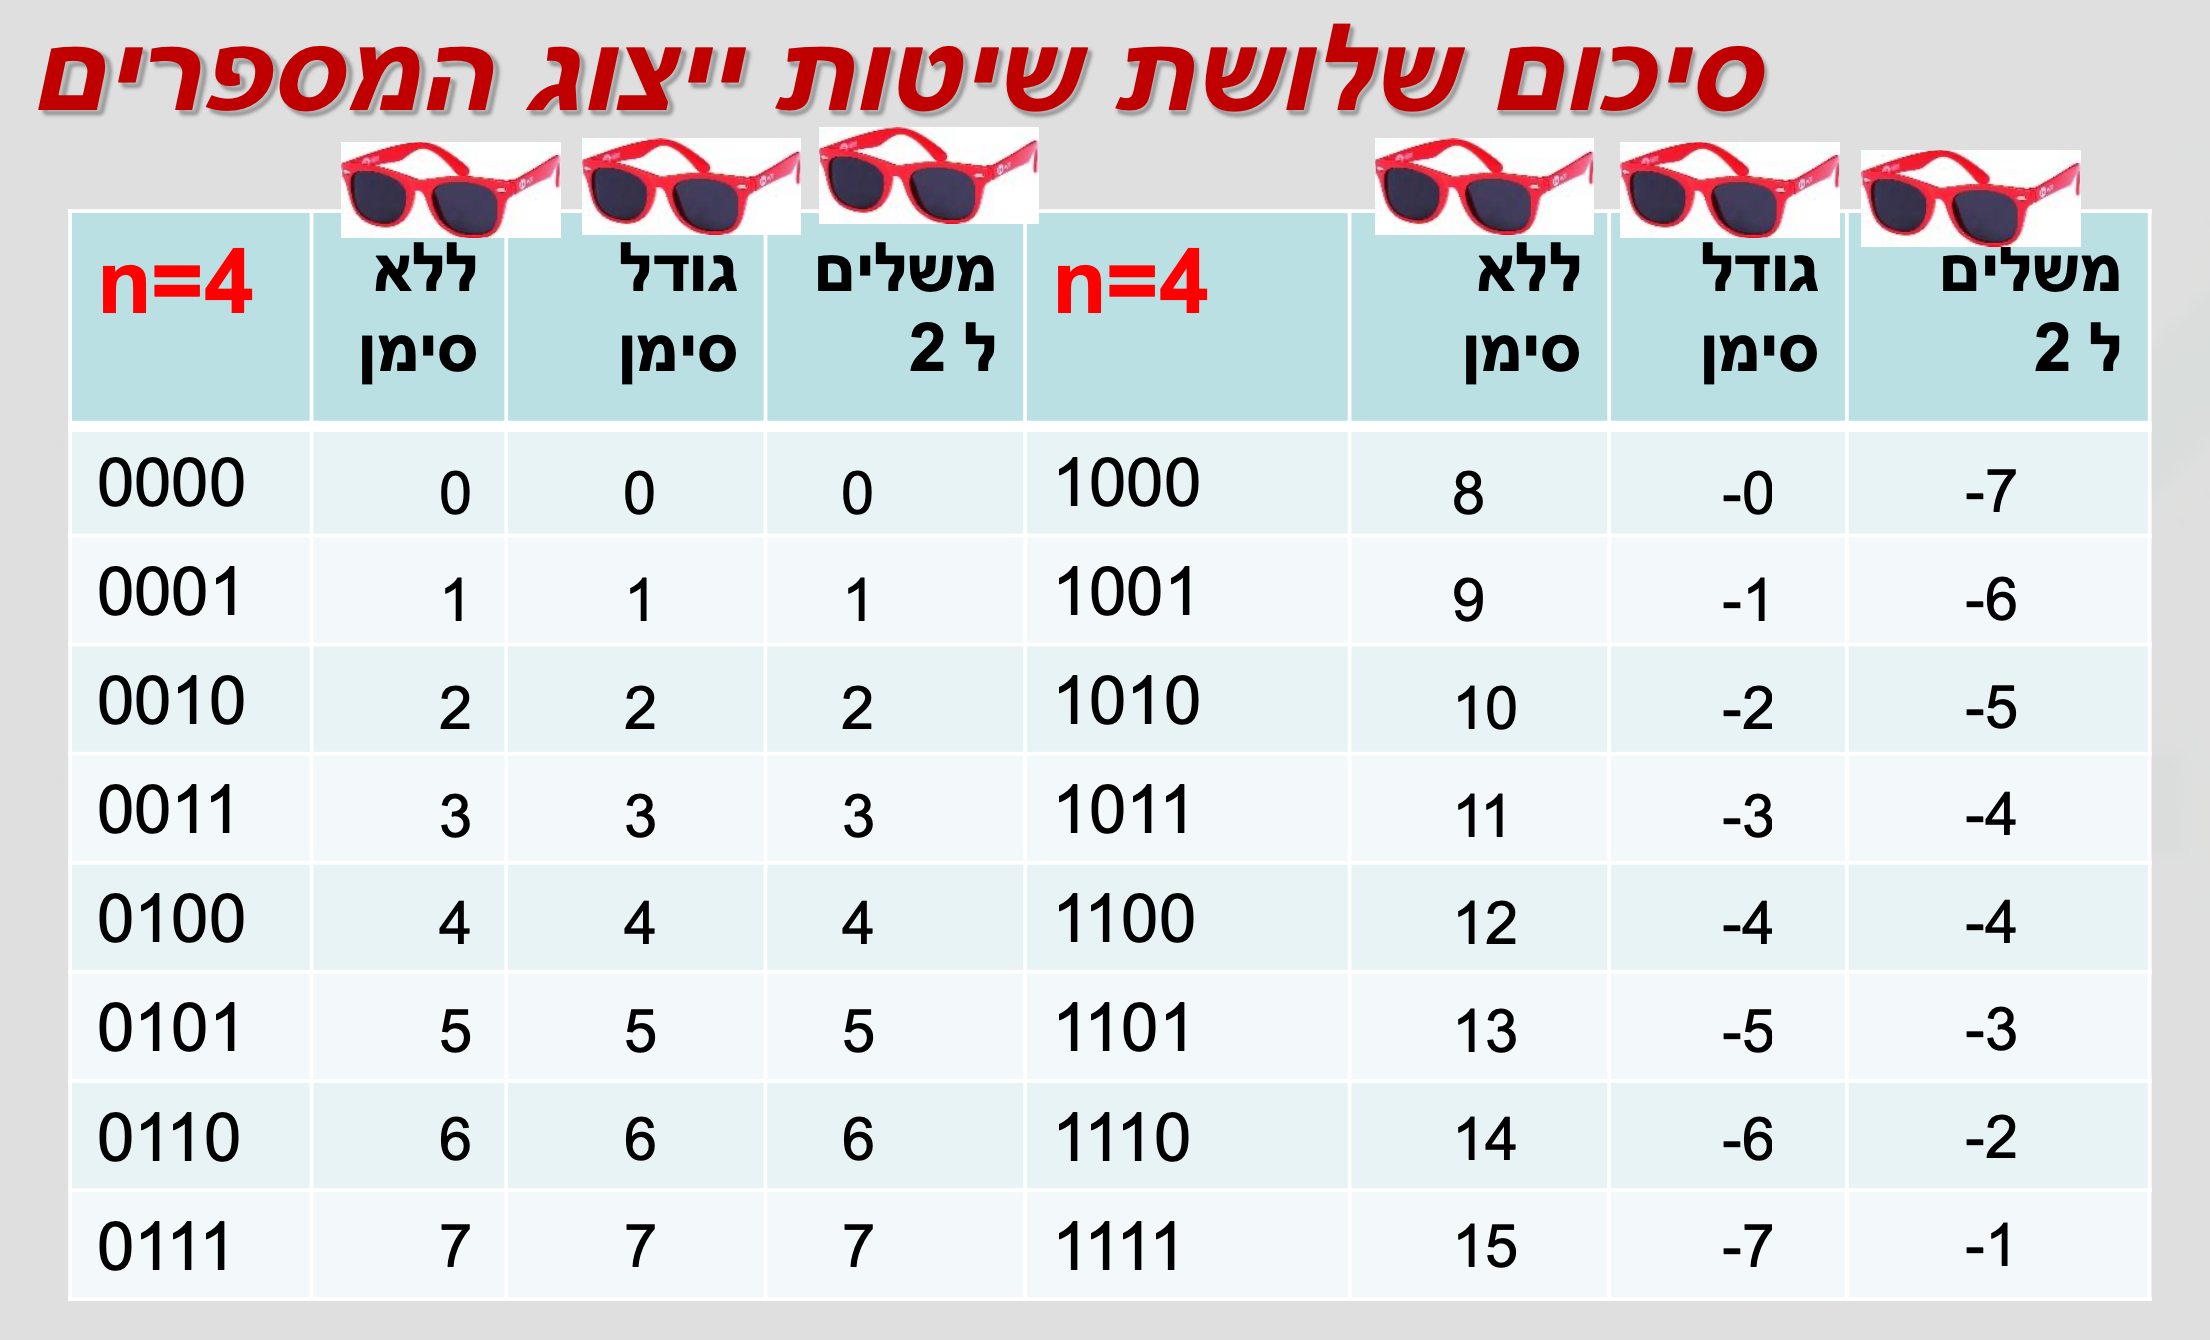 סיכום שלושת שיטות ייצוג המספרים
n=4 ללא סימן גודל סימן משלים ל 2 n=4 ללא סימן גודל סימן משלים ל 2
0000 0 0 0 1000 8 -0 -7
0001 1 1 1 1001 9 -1 -6
0010 2 2 2 1010 10 -2 -5
0011 3 3 3 1011 11 -3 -4
0100 4 4 4 1100 12 -4 -4
0101 5 5 5 1101 13 -5 -3
0110 6 6 6 1110 14 -6 -2
0111 7 7 7 1111 15 -7 -1